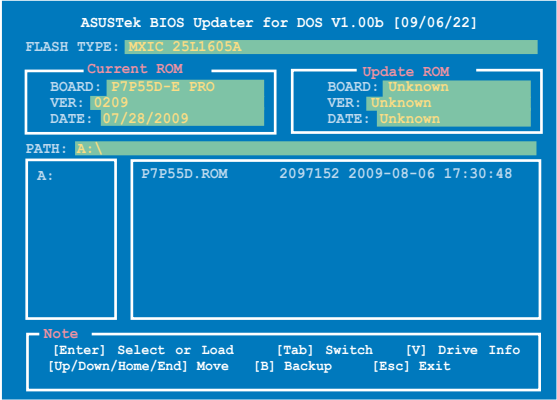 ASUSTek BIOS Updater for DOS V1.00b [09/06/22]
FLASH TYPE: MXIC 25L1605A
Current ROM
BOARD: P7P55D-E PRO
VER: 0209
DATE: 07/28/2009
Update ROM
BOARD: Unknown
VER: Unknown
DATE: Unknown
PATH: A:\
A:
P7P55D.ROM 2097152 2009-08-06 17:30:48
Note
[Enter] Select or Load [Tab] Switch [V] Drive Info
[Up/Down/Home/End] Move [B] Backup [Esc] Exit